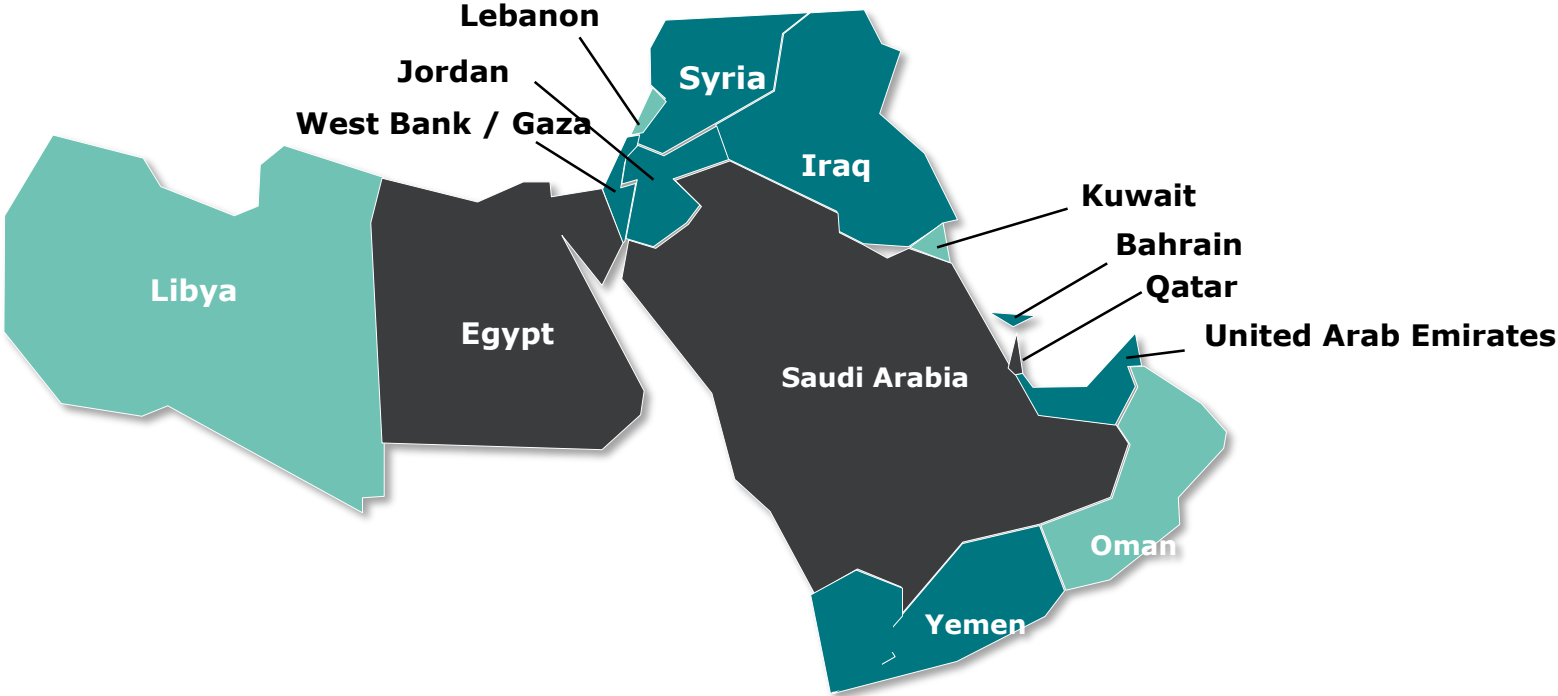 Lebanon
Syria
Jordan
West Bank / Gaza
Iraq
Kuwait
Bahrain
Libya
Qatar
Egypt
United Arab Emirates
Saudi Arabia
Oman
Yemen